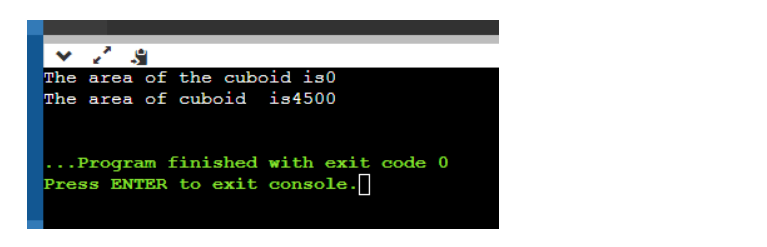 The area of the cuboid is0
The area of cuboid  is4500
...Program finished with exit code 0
Press ENTER to exit console.